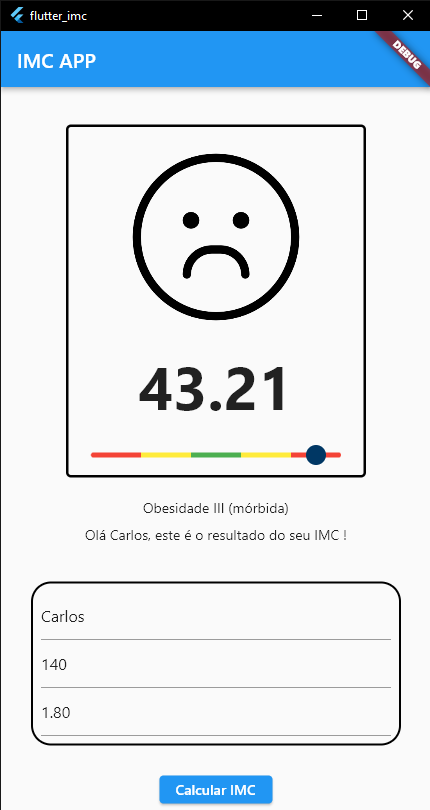 flutter_imc
IMC APP
DEBUG
43.21
Obesidade III (mórbida)
Olá Carlos, este é o resultado do seu IMC !
Carlos
140
1.80
Calcular IMC